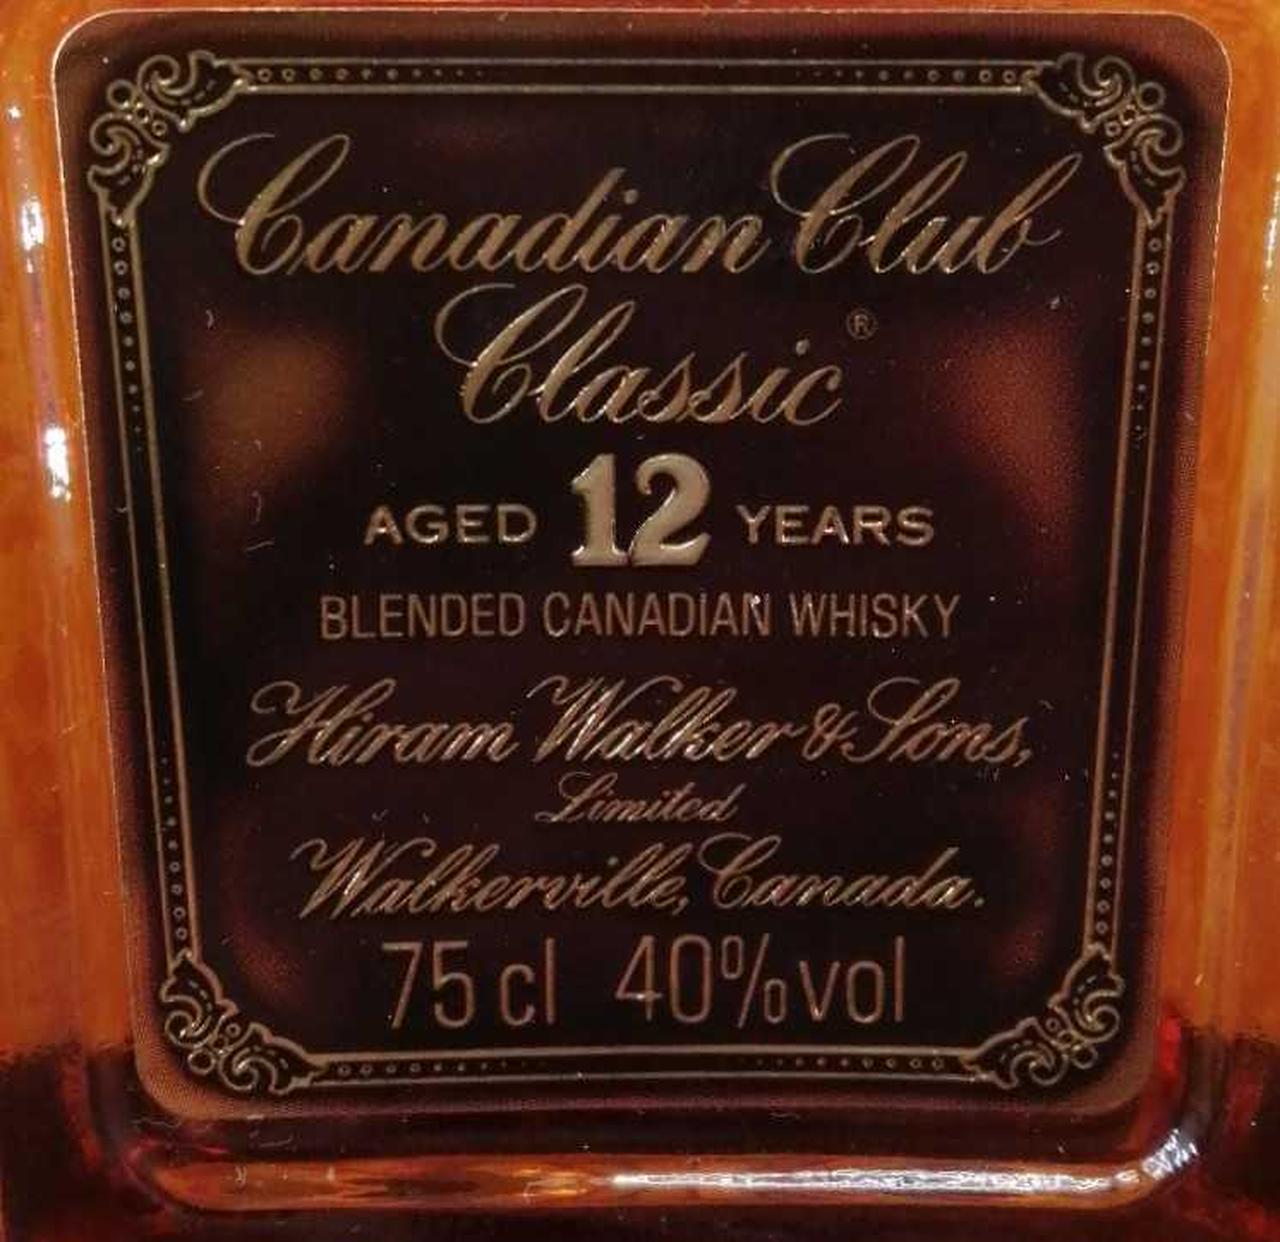 Canadian Club
Classic®
AGED 12 YEARS
BLENDED CANADIAN WHISKY
Hiram Walker & Sons,
Limited
Walkerville, Canada.
75 cl 40% vol